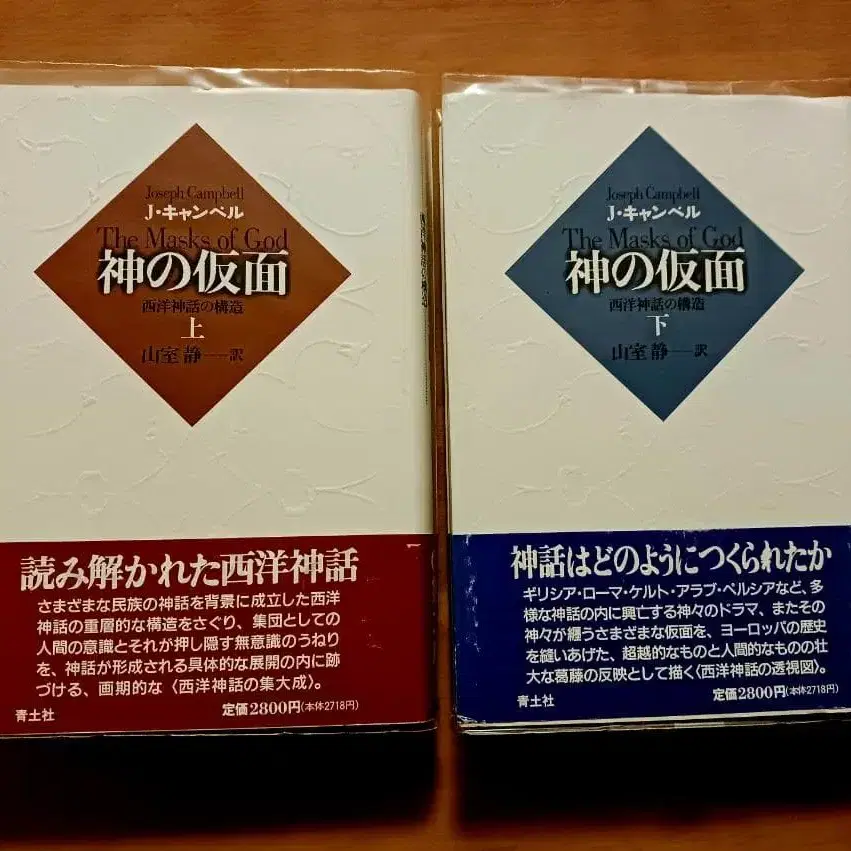 Joseph Campbell
J・キャンベル
The Masks of God
神の仮面
西洋神話の構造
上
山室 静──訳
西洋神話の構造
読み解かれた西洋神話
さまざまな民族の神話を背景に成立した西洋
神話の重層的な構造をさぐり、集団としての
人間の意識とそれが押し隠す無意識のうねり
を、神話が形成される具体的な展開の内に跡
づける、画期的な〈西洋神話の集大成〉。
青土社
定価2800円(本体2718円)
Joseph Campbell
J・キャンベル
The Masks of God
神の仮面
西洋神話の構造
下
山室 静──訳
神話はどのようにつくられたか
ギリシア・ローマ・ケルト・アラブ・ペルシアなど、多
様な神話の内に興亡する神々のドラマ、またその
神々が纏うさまざまな仮面を、ヨーロッパの歴史
を縫いあげた、超越的なものと人間的なものの壮
大な葛藤の反映として描く〈西洋神話の透視図〉。
青土社
定価2800円(本体2718円)